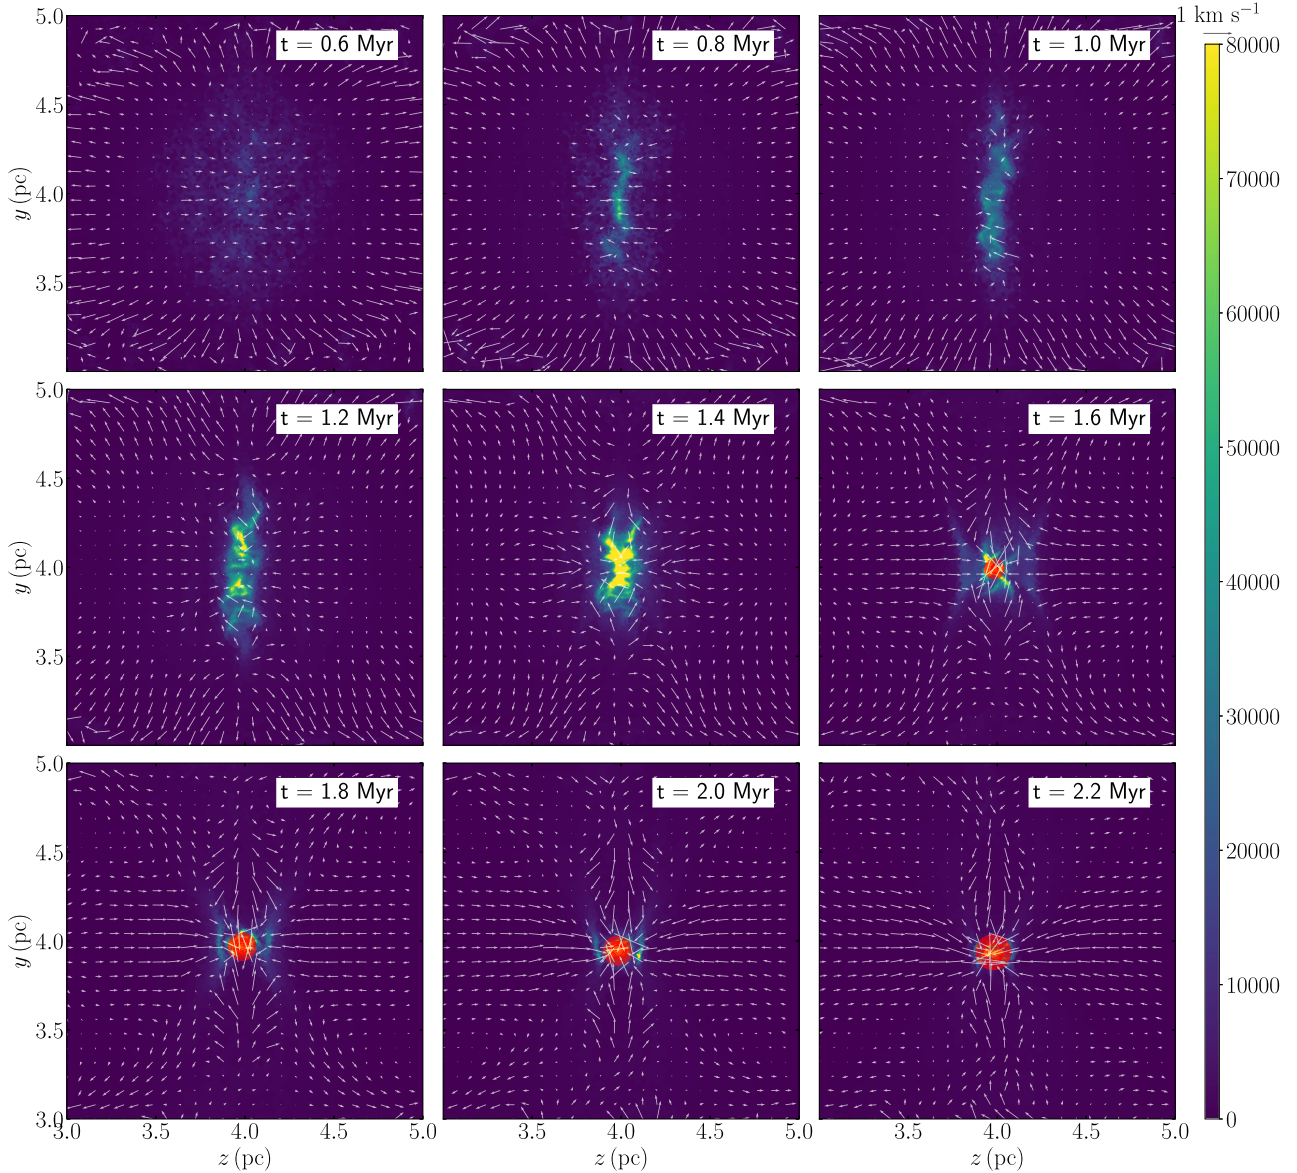 1 km s⁻¹
5.0
4.5
4.0
3.5
y (pc)
t = 0.6 Myr
t = 0.8 Myr
t = 1.0 Myr
5.0
4.5
4.0
3.5
y (pc)
t = 1.2 Myr
t = 1.4 Myr
t = 1.6 Myr
5.0
4.5
4.0
3.5
3.0
y (pc)
t = 1.8 Myr
t = 2.0 Myr
t = 2.2 Myr
3.0 3.5 4.0 4.5 5.0
z (pc)
3.5 4.0 4.5 5.0
z (pc)
3.5 4.0 4.5 5.0
z (pc)
80000
70000
60000
50000
40000
30000
20000
10000
0